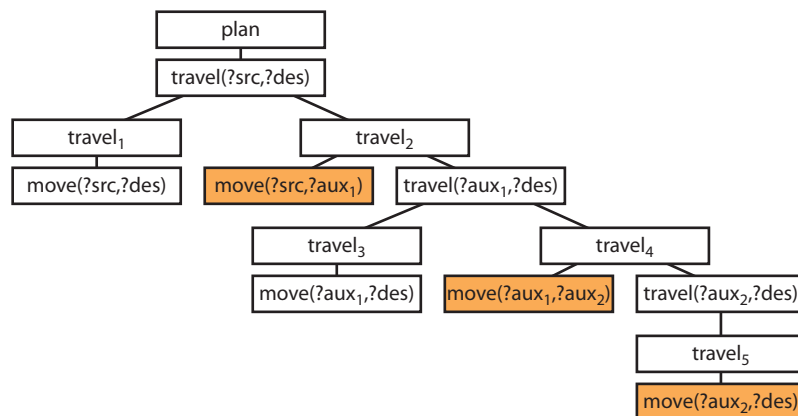 plan
travel(?src,?des)
travel₁
travel₂
move(?src,?des)
move(?src,?aux₁)
travel(?aux₁,?des)
travel₃
travel₄
move(?aux₁,?des)
move(?aux₁,?aux₂)
travel(?aux₂,?des)
travel₅
move(?aux₂,?des)